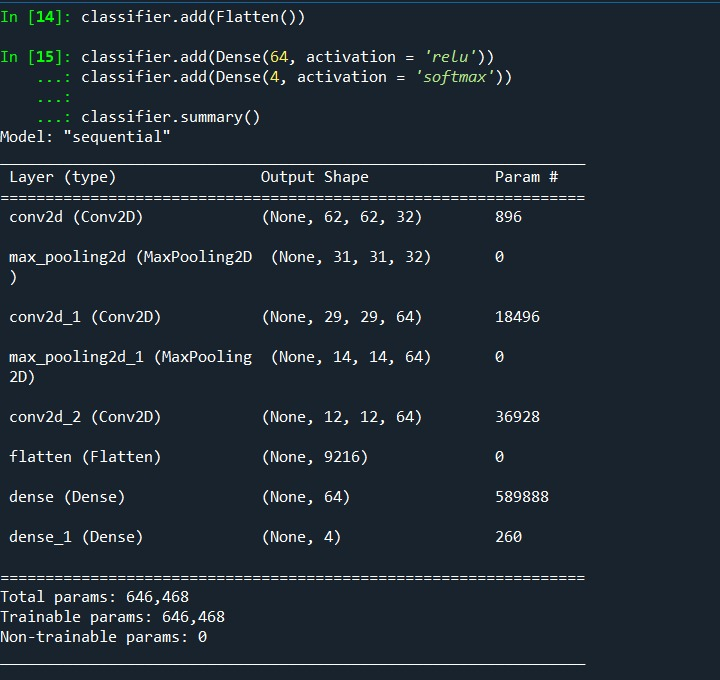 In [14]: classifier.add(Flatten())
In [15]: classifier.add(Dense(64, activation = 'relu'))
...: classifier.add(Dense(4, activation = 'softmax'))
...:
...: classifier.summary()
Model: "sequential"
_________________________________________________________________
Layer (type) Output Shape Param #
=================================================================
conv2d (Conv2D) (None, 62, 62, 32) 896
max_pooling2d (MaxPooling2D (None, 31, 31, 32) 0
)
conv2d_1 (Conv2D) (None, 29, 29, 64) 18496
max_pooling2d_1 (MaxPooling (None, 14, 14, 64) 0
2D)
conv2d_2 (Conv2D) (None, 12, 12, 64) 36928
flatten (Flatten) (None, 9216) 0
dense (Dense) (None, 64) 589888
dense_1 (Dense) (None, 4) 260
=================================================================
Total params: 646,468
Trainable params: 646,468
Non-trainable params: 0
_________________________________________________________________